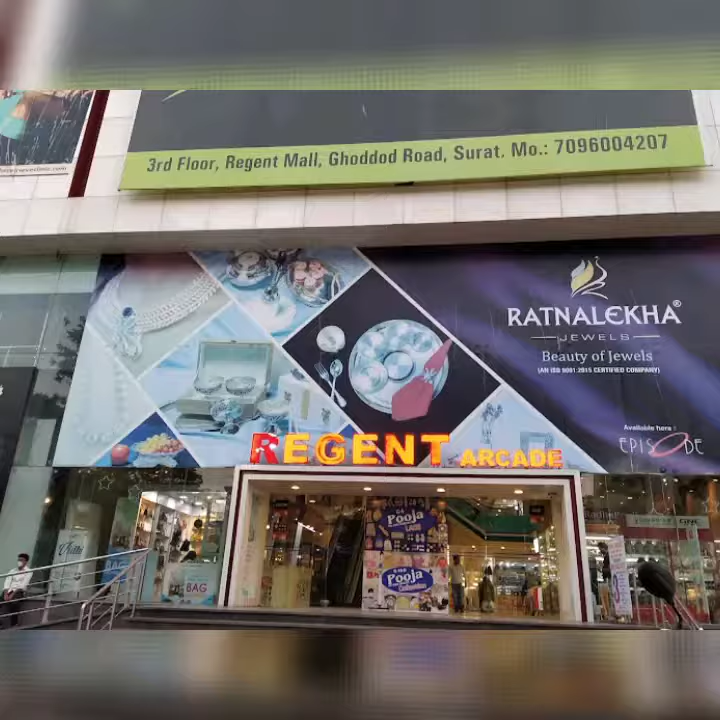 3rd Floor, Regent Mall, Ghoddod Road, Surat. Mo.: 7096004207
RATNALEKHA®
JEWELS
Beauty of Jewels
(AN ISO 9001:2015 CERTIFIED COMPANY)
Available here :
EPISODE
REGENT ARCADE
Pooja
Pooja
BAG